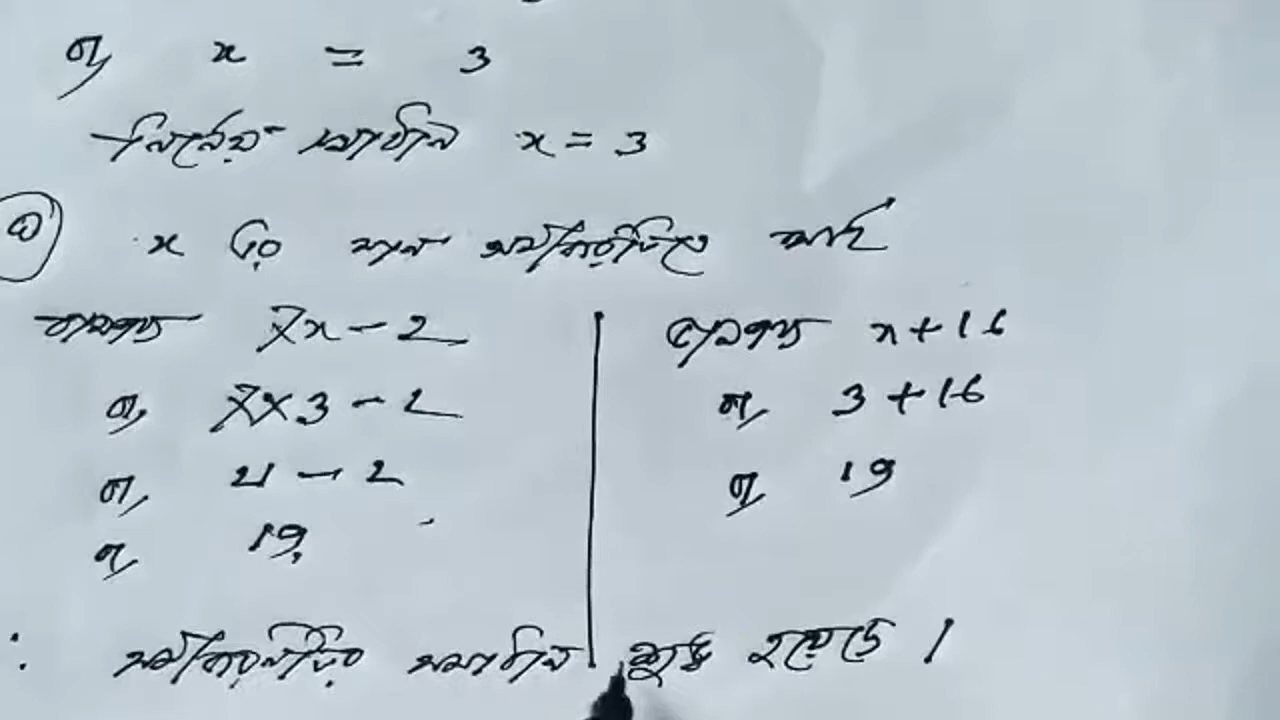 বা, x = 3
নির্ণেয় সমাধান x = 3
x এর মান সমীকরণটিতে
বামপক্ষ 7x - 2
বা, 7×3 - 2
বা, 21 - 2
বা, 19
ডানপক্ষ x + 16
বা, 3 + 16
বা, 19
∴ সমীকরণটির সমাধান শুদ্ধ হয়েছে।